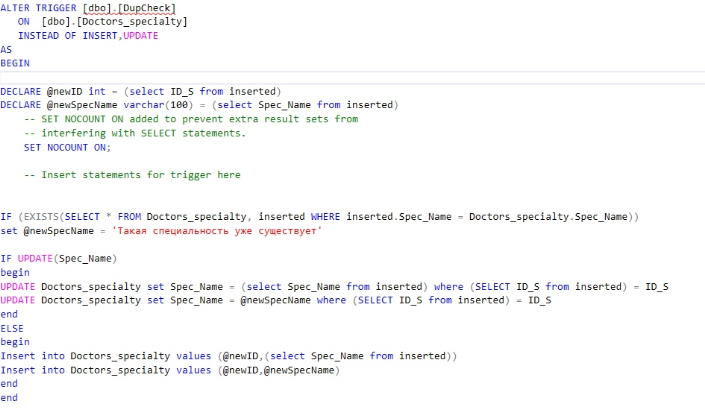 ALTER TRIGGER [dbo].[DupCheck]
ON [dbo].[Doctors_specialty]
INSTEAD OF INSERT,UPDATE
AS
BEGIN
DECLARE @newID int = (select ID_S from inserted)
DECLARE @newSpecName varchar(100) = (select Spec_Name from inserted)
-- SET NOCOUNT ON added to prevent extra result sets from
-- interfering with SELECT statements.
SET NOCOUNT ON;
-- Insert statements for trigger here
IF (EXISTS(SELECT * FROM Doctors_specialty, inserted WHERE inserted.Spec_Name = Doctors_specialty.Spec_Name))
set @newSpecName = 'Такая специальность уже существует'
IF UPDATE(Spec_Name)
begin
UPDATE Doctors_specialty set Spec_Name = (select Spec_Name from inserted) where (SELECT ID_S from inserted) = ID_S
UPDATE Doctors_specialty set Spec_Name = @newSpecName where (SELECT ID_S from inserted) = ID_S
end
ELSE
begin
Insert into Doctors_specialty values (@newID,(select Spec_Name from inserted))
Insert into Doctors_specialty values (@newID,@newSpecName)
end
end